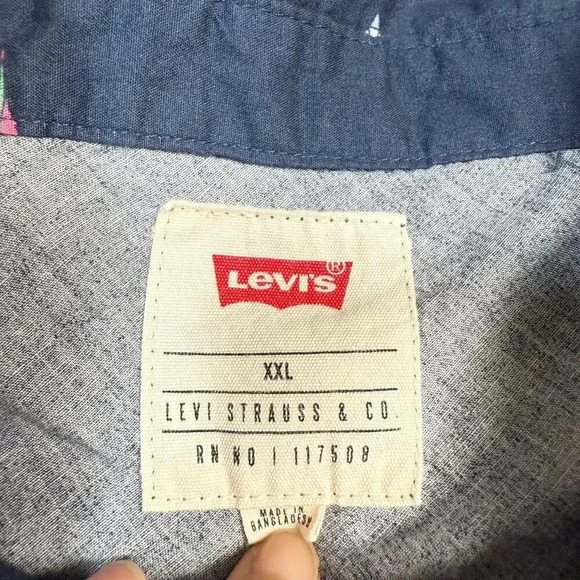 Levi's®
XXL
LEVI STRAUSS & CO.
RN NO | 117508
MADE IN
BANGLADESH